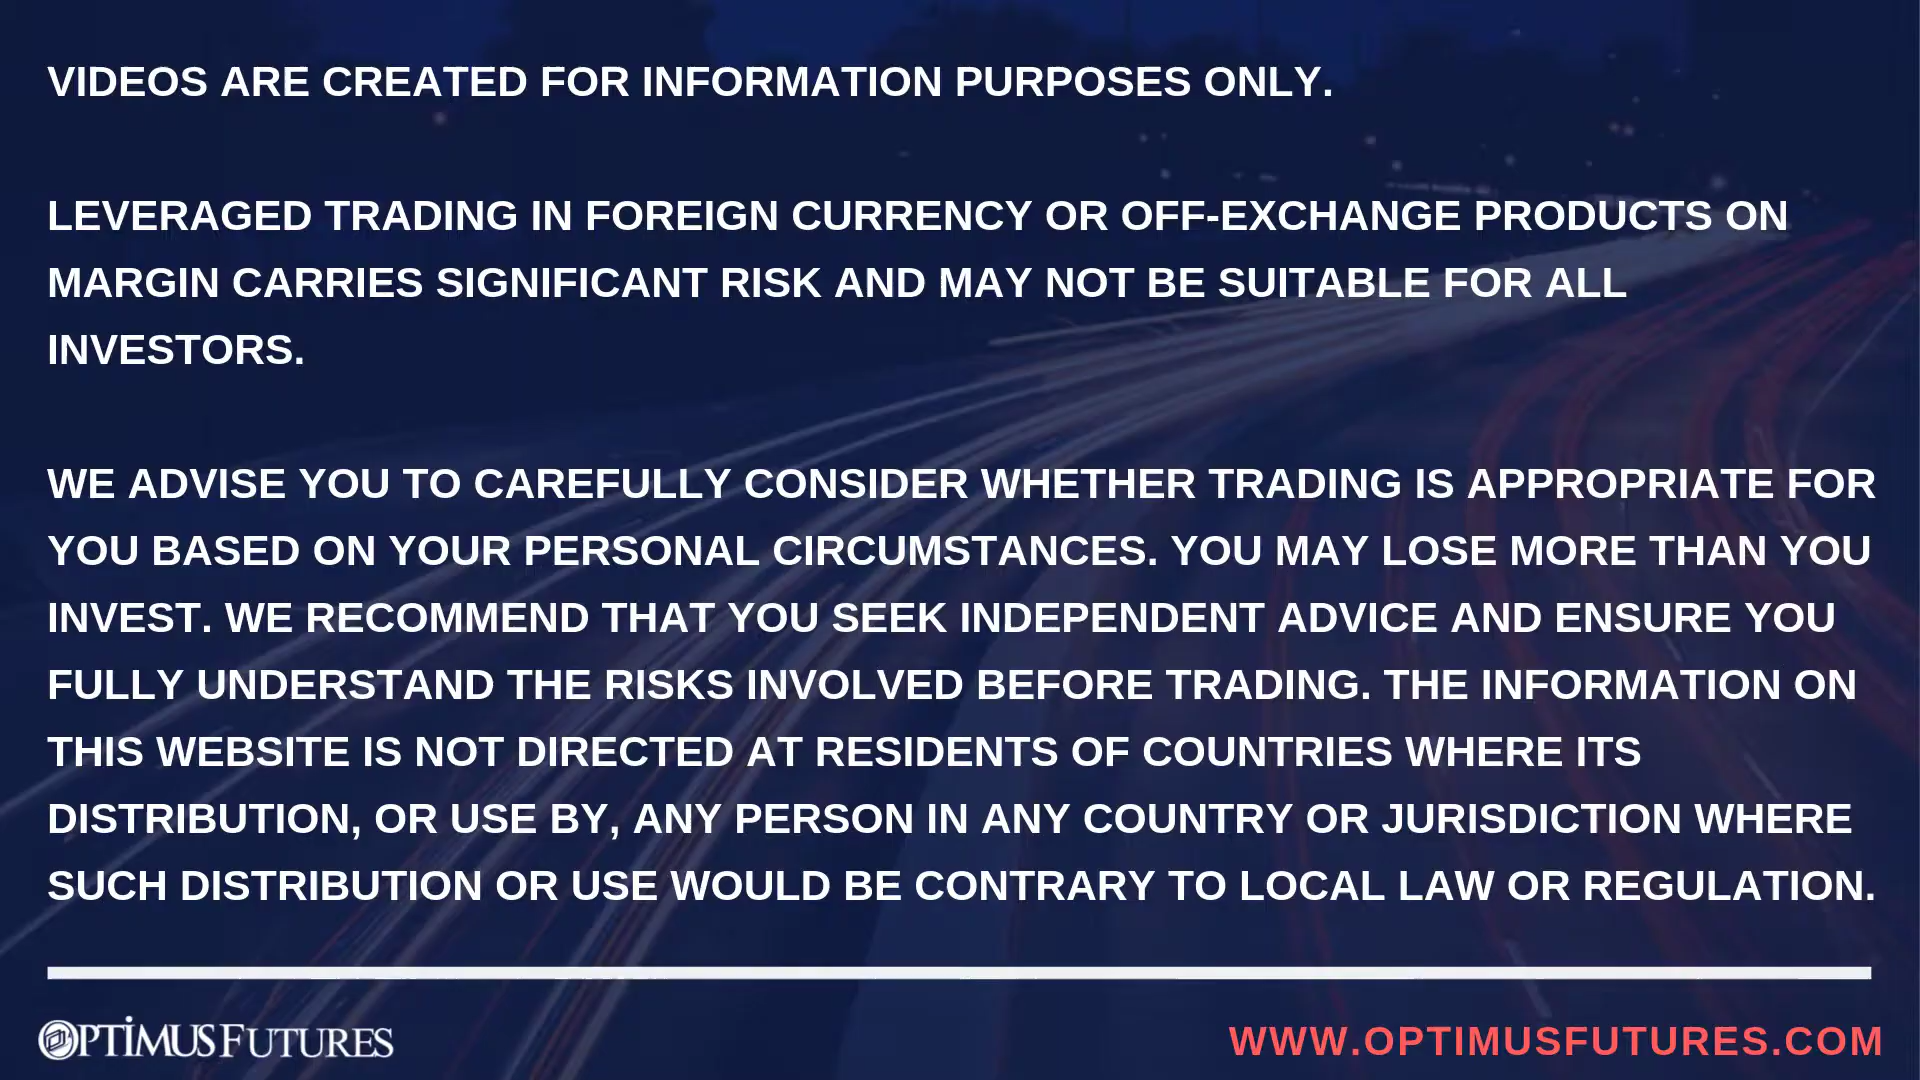 VIDEOS ARE CREATED FOR INFORMATION PURPOSES ONLY.
LEVERAGED TRADING IN FOREIGN CURRENCY OR OFF-EXCHANGE PRODUCTS ON
MARGIN CARRIES SIGNIFICANT RISK AND MAY NOT BE SUITABLE FOR ALL
INVESTORS.
WE ADVISE YOU TO CAREFULLY CONSIDER WHETHER TRADING IS APPROPRIATE FOR
YOU BASED ON YOUR PERSONAL CIRCUMSTANCES. YOU MAY LOSE MORE THAN YOU
INVEST. WE RECOMMEND THAT YOU SEEK INDEPENDENT ADVICE AND ENSURE YOU
FULLY UNDERSTAND THE RISKS INVOLVED BEFORE TRADING. THE INFORMATION ON
THIS WEBSITE IS NOT DIRECTED AT RESIDENTS OF COUNTRIES WHERE ITS
DISTRIBUTION, OR USE BY, ANY PERSON IN ANY COUNTRY OR JURISDICTION WHERE
SUCH DISTRIBUTION OR USE WOULD BE CONTRARY TO LOCAL LAW OR REGULATION.
OPTIMUS FUTURES
WWW.OPTIMUSFUTURES.COM